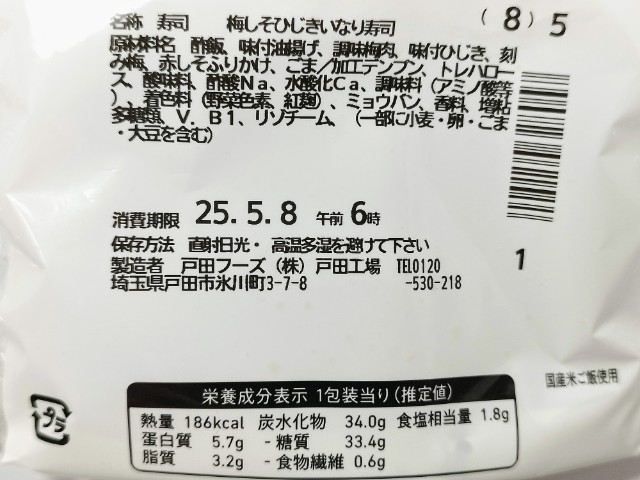 名称 寿司 梅しそひじきいなり寿司
(8)5
原材料名 酢飯、味付油揚げ、調味梅肉、味付ひじき、刻
み梅、赤しそふりかけ、ごま/加工デンプン、トレハロー
ス、酸味料、酢酸Na、水酸化Ca、調味料(アミノ酸等
)、着色料(野菜色素、紅麹)、ミョウバン、香料、増粘
多糖類、V.B1、リゾチーム、(一部に小麦・卵・ごま
・大豆を含む)
消費期限 25.5.8 午前6時
保存方法 直射日光・高温多湿を避けて下さい
製造者 戸田フーズ(株)戸田工場 TEL0120
埼玉県戸田市氷川町3-7-8 -530-218
1
国産米ご飯使用
栄養成分表示 1包装当り(推定値)
熱量 186kcal 炭水化物 34.0g 食塩相当量 1.8g
蛋白質 5.7g -糖質 33.4g
脂質 3.2g -食物繊維 0.6g
プラ